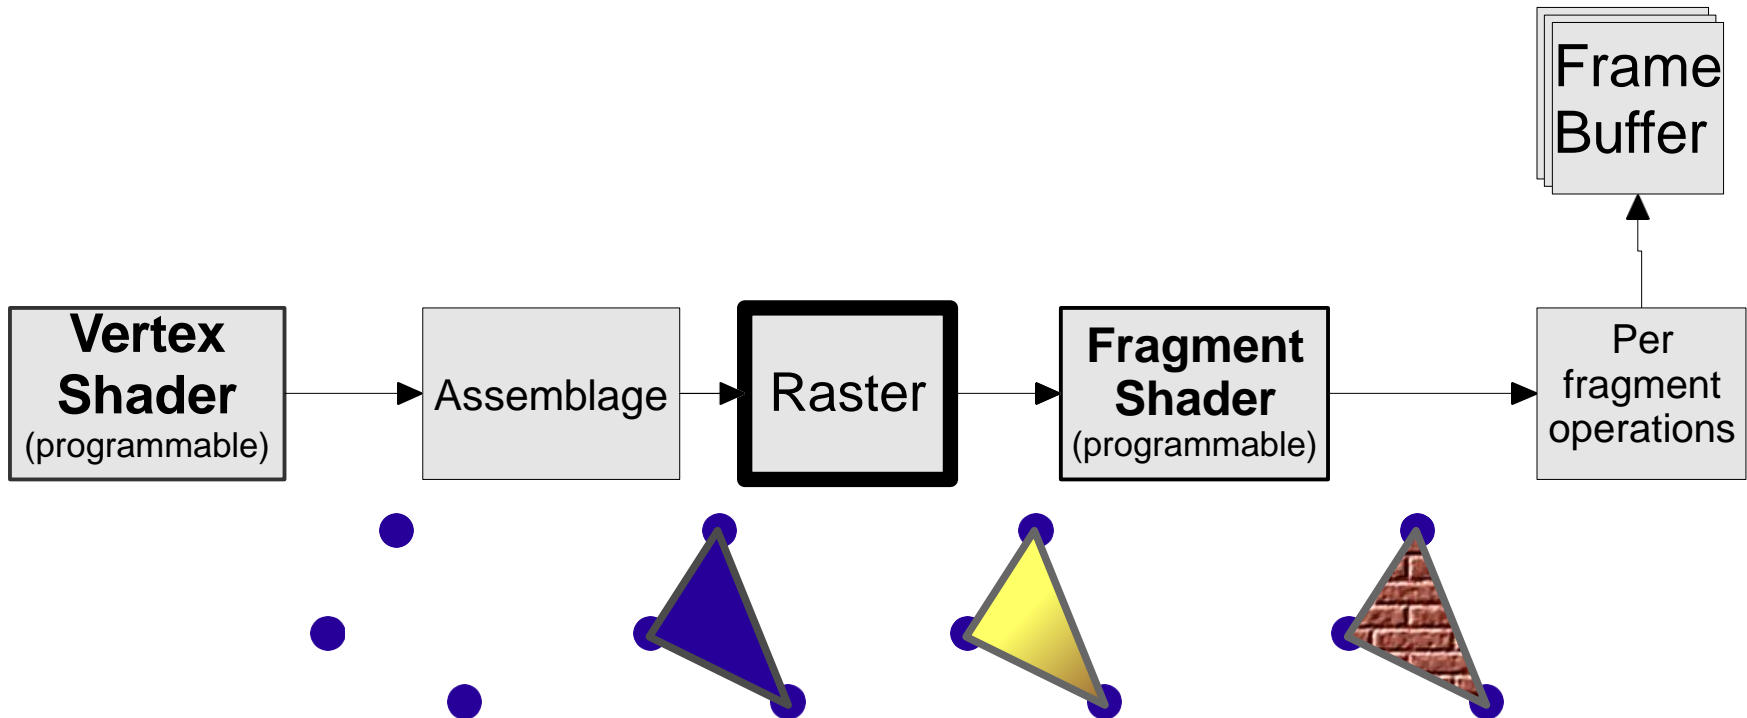 Frame
Buffer
Vertex
Shader
(programmable)
Assemblage
Raster
Fragment
Shader
(programmable)
Per
fragment
operations